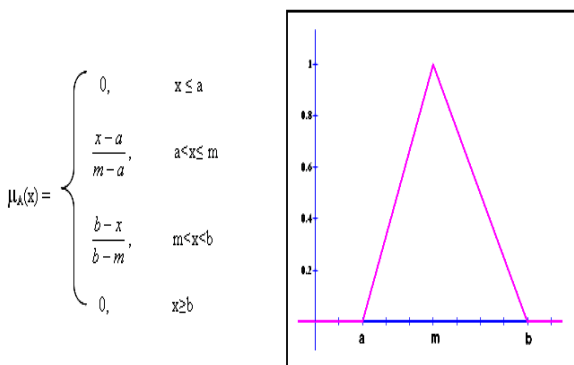 0, x ≤ a
x − a
m − a , a<x≤ m
μA(x) =
b − x
b − m , m<x<b
0, x≥b
1
0.8
0.6
0.4
0.2
a m b